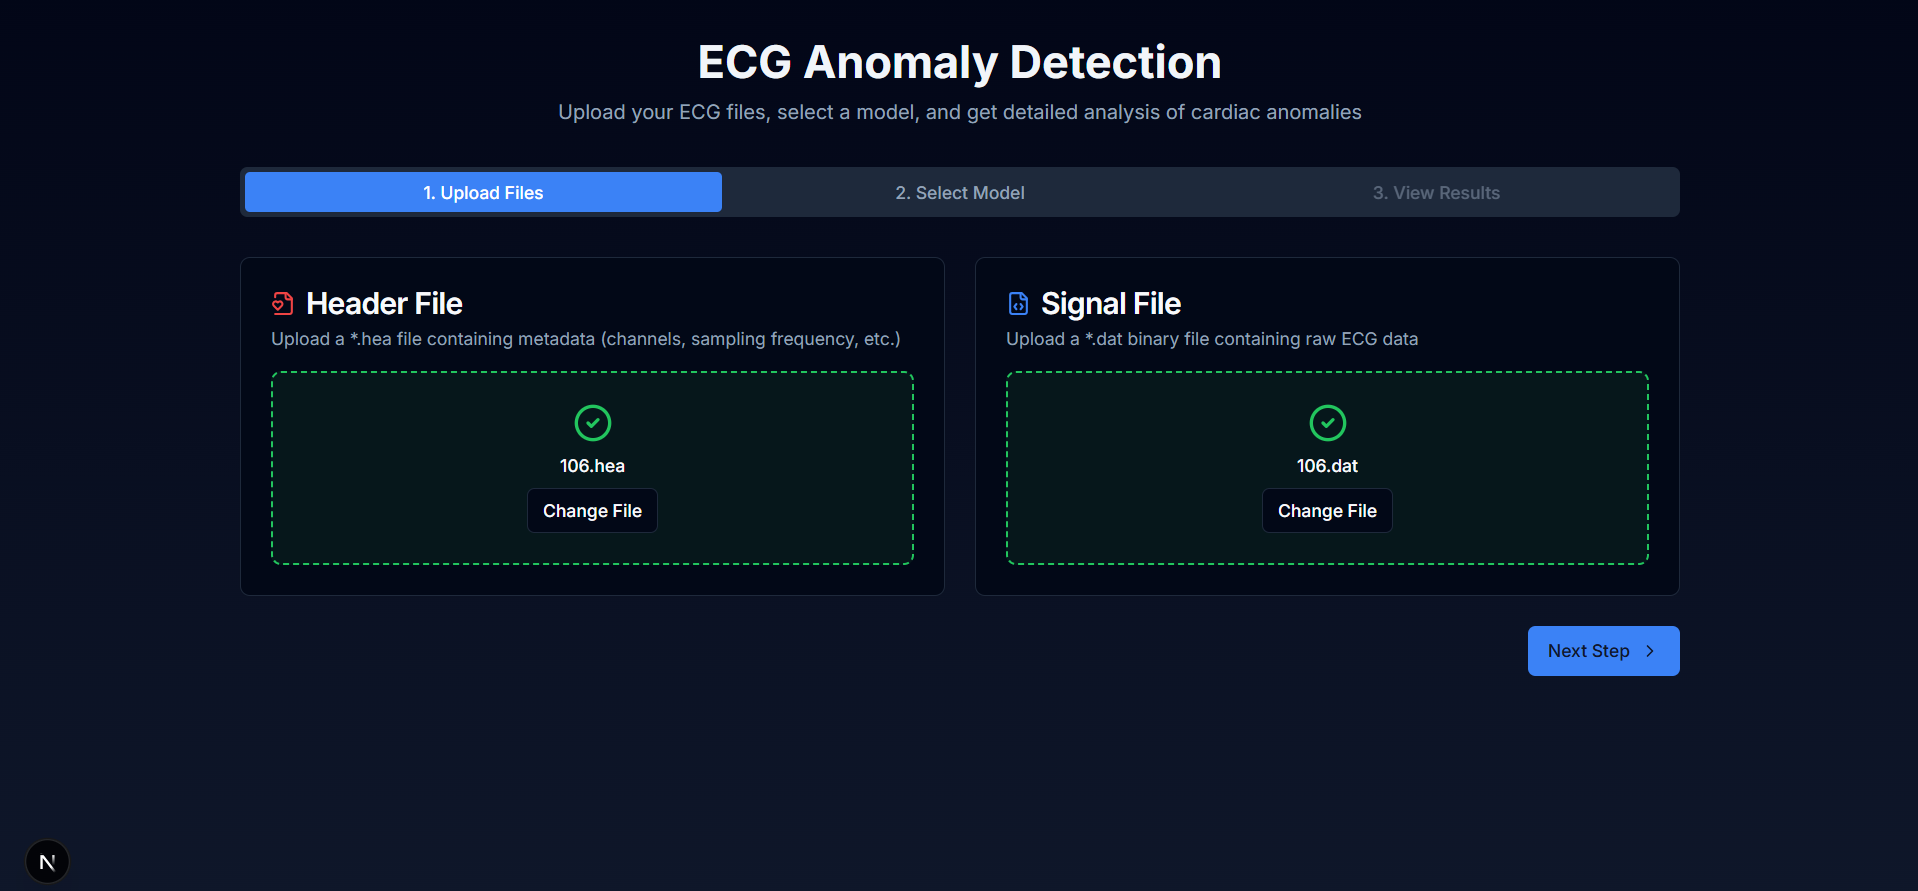 ECG Anomaly Detection
Upload your ECG files, select a model, and get detailed analysis of cardiac anomalies
1. Upload Files
2. Select Model
3. View Results
Header File
Upload a *.hea file containing metadata (channels, sampling frequency, etc.)
106.hea
Change File
Signal File
Upload a *.dat binary file containing raw ECG data
106.dat
Change File
Next Step
N